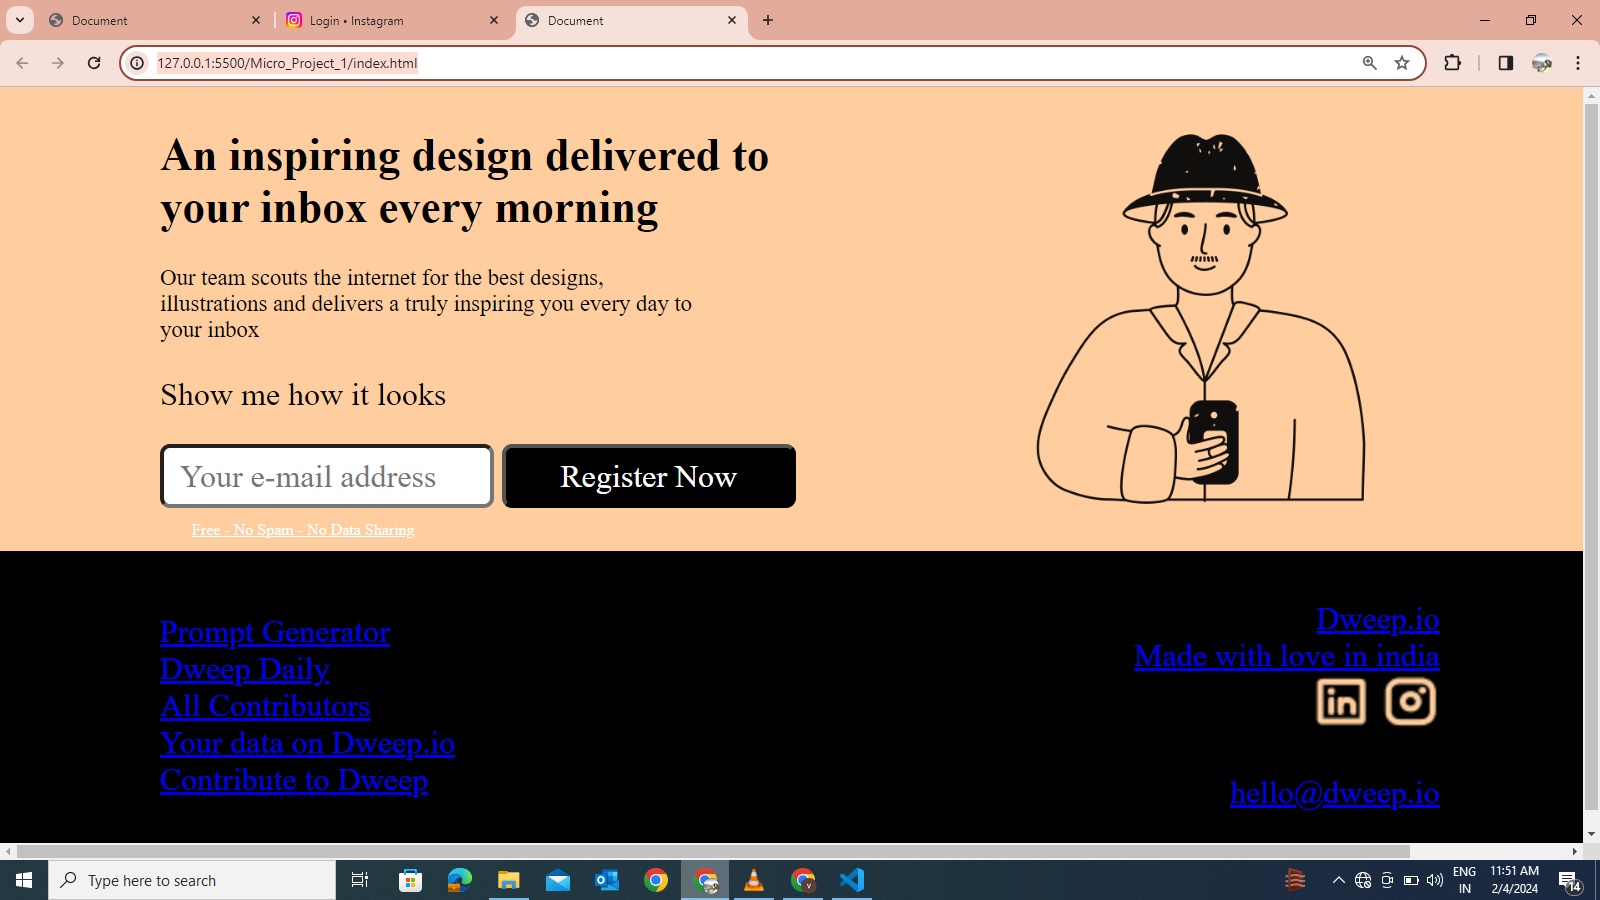 Document
Login • Instagram
Document
127.0.0.1:5500/Micro_Project_1/index.html
An inspiring design delivered to
your inbox every morning
Our team scouts the internet for the best designs,
illustrations and delivers a truly inspiring you every day to
your inbox
Show me how it looks
Your e-mail address
Register Now
Free - No Spam - No Data Sharing
Prompt Generator
Dweep Daily
All Contributors
Your data on Dweep.io
Contribute to Dweep
Dweep.io
Made with love in india
in
hello@dweep.io
Type here to search
V
ENG
IN
11:51 AM
2/4/2024
14